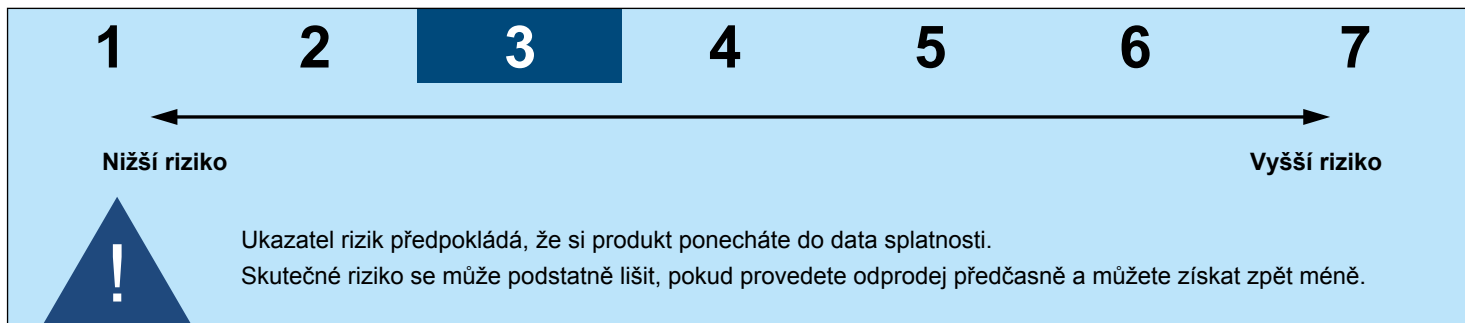 1 2 3 4 5 6 7
Nižší riziko Vyšší riziko
!
Ukazatel rizik předpokládá, že si produkt ponecháte do data splatnosti.
Skutečné riziko se může podstatně lišit, pokud provedete odprodej předčasně a můžete získat zpět méně.